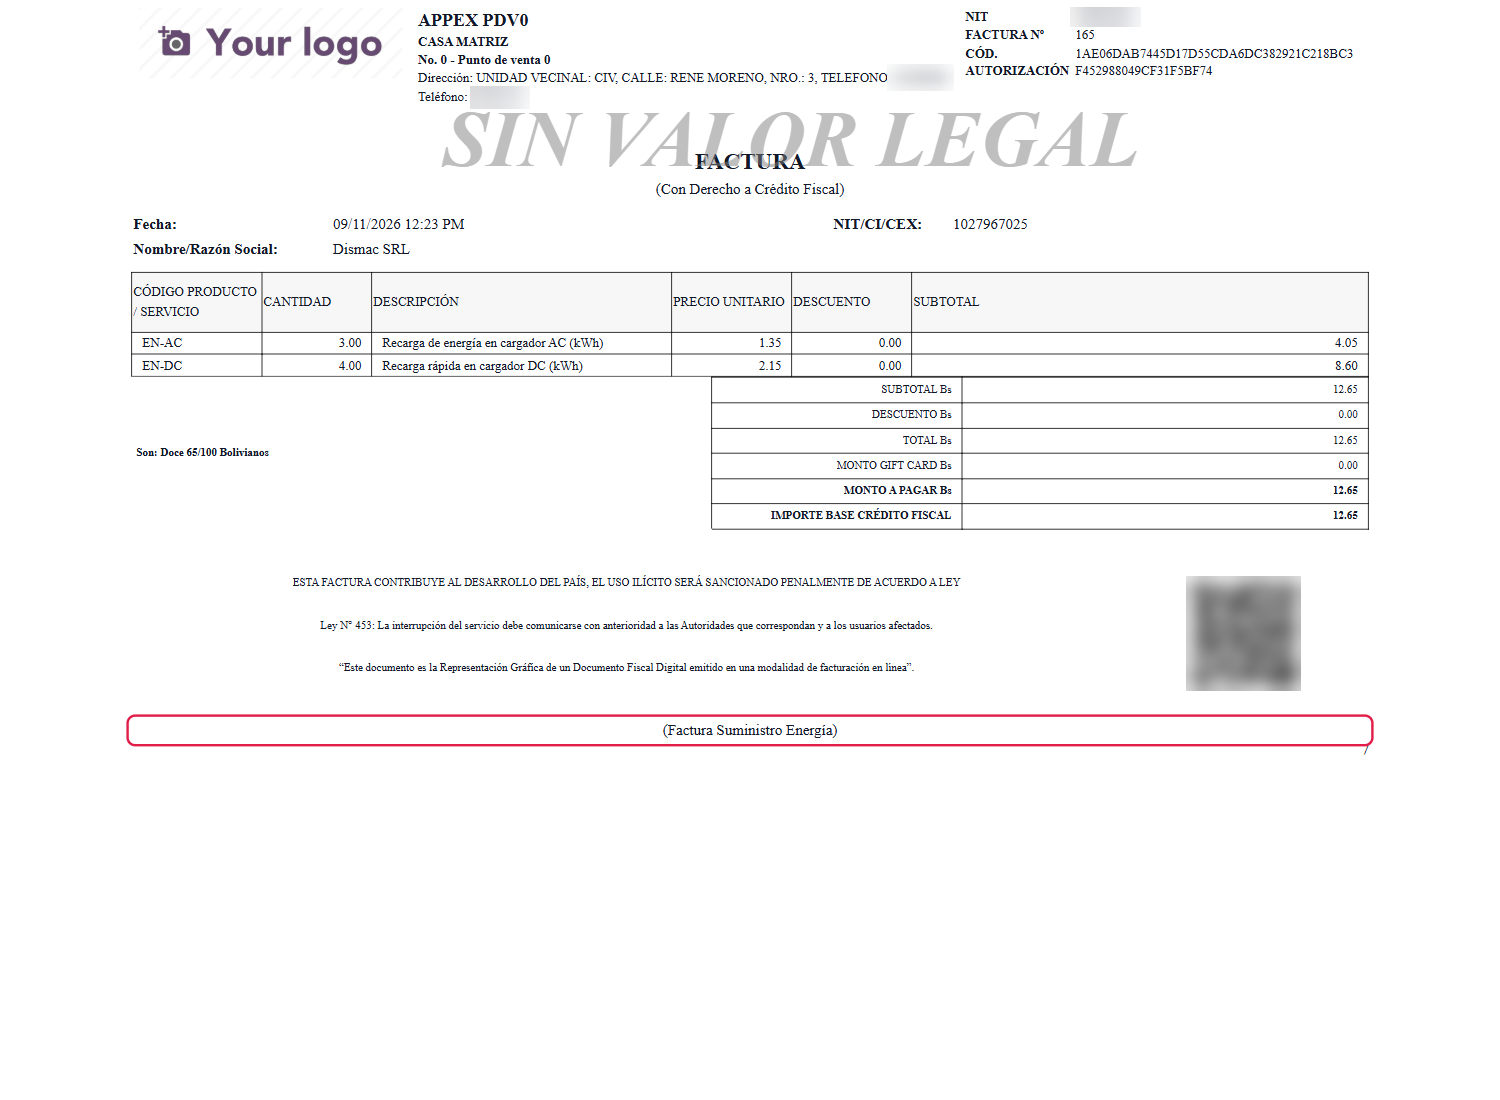 Your logo
APPEX PDV0
CASA MATRIZ
No. 0 - Punto de venta 0
Dirección: UNIDAD VECINAL: CIV, CALLE: RENE MORENO, NRO.: 3, TELEFONO
Teléfono:
NIT
FACTURA Nº 165
CÓD. 1AE06DAB7445D17D55CDA6DC382921C218BC3
AUTORIZACIÓN F452988049CF31F5BF74
SIN VALOR LEGAL
FACTURA
(Con Derecho a Crédito Fiscal)
Fecha: 09/11/2026 12:23 PM NIT/CI/CEX: 1027967025
Nombre/Razón Social: Dismac SRL
CÓDIGO PRODUCTO / SERVICIO CANTIDAD DESCRIPCIÓN PRECIO UNITARIO DESCUENTO SUBTOTAL
EN-AC 3.00 Recarga de energía en cargador AC (kWh) 1.35 0.00 4.05
EN-DC 4.00 Recarga rápida en cargador DC (kWh) 2.15 0.00 8.60
SUBTOTAL Bs 12.65
DESCUENTO Bs 0.00
TOTAL Bs 12.65
Son: Doce 65/100 Bolivianos
MONTO GIFT CARD Bs 0.00
MONTO A PAGAR Bs 12.65
IMPORTE BASE CRÉDITO FISCAL 12.65
ESTA FACTURA CONTRIBUYE AL DESARROLLO DEL PAÍS, EL USO ILÍCITO SERÁ SANCIONADO PENALMENTE DE ACUERDO A LEY
Ley N° 453: La interrupción del servicio debe comunicarse con anterioridad a las Autoridades que correspondan y a los usuarios afectados.
“Este documento es la Representación Gráfica de un Documento Fiscal Digital emitido en una modalidad de facturación en línea”.
(Factura Suministro Energía)
/